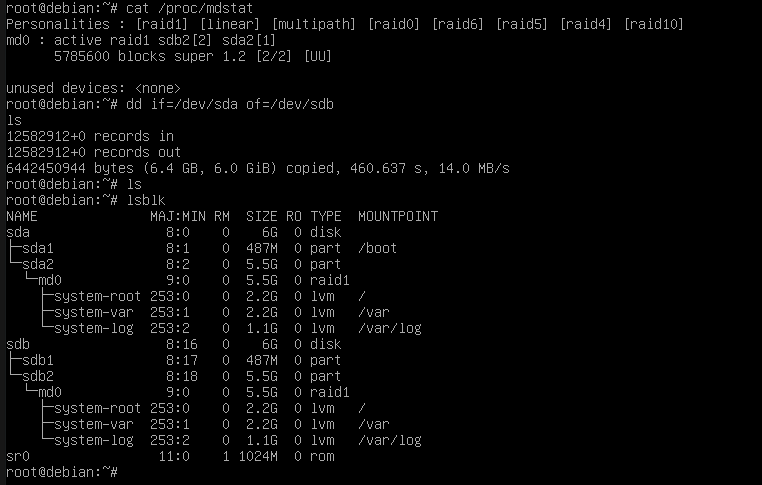 root@debian:~# cat /proc/mdstat
Personalities : [raid1] [linear] [multipath] [raid0] [raid6] [raid5] [raid4] [raid10]
md0 : active raid1 sdb2[2] sda2[1]
      5785600 blocks super 1.2 [2/2] [UU]

unused devices: <none>
root@debian:~# dd if=/dev/sda of=/dev/sdb
ls
12582912+0 records in
12582912+0 records out
6442450944 bytes (6.4 GB, 6.0 GiB) copied, 460.637 s, 14.0 MB/s
root@debian:~# ls
root@debian:~# lsblk
NAME              MAJ:MIN RM  SIZE RO TYPE  MOUNTPOINT
sda                 8:0    0    6G  0 disk
├─sda1              8:1    0  487M  0 part  /boot
└─sda2              8:2    0  5.5G  0 part
  └─md0             9:0    0  5.5G  0 raid1
    ├─system-root 253:0    0  2.2G  0 lvm   /
    ├─system-var  253:1    0  2.2G  0 lvm   /var
    └─system-log  253:2    0  1.1G  0 lvm   /var/log
sdb                 8:16   0    6G  0 disk
├─sdb1              8:17   0  487M  0 part
└─sdb2              8:18   0  5.5G  0 part
  └─md0             9:0    0  5.5G  0 raid1
    ├─system-root 253:0    0  2.2G  0 lvm   /
    ├─system-var  253:1    0  2.2G  0 lvm   /var
    └─system-log  253:2    0  1.1G  0 lvm   /var/log
sr0                11:0    1 1024M  0 rom
root@debian:~#